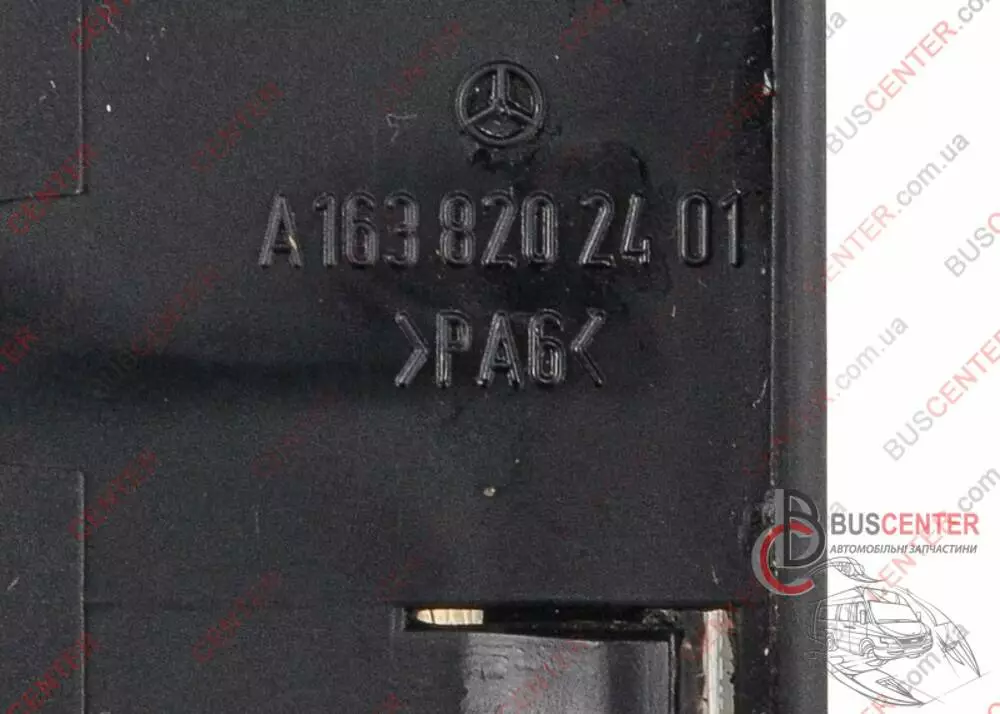 A 163 820 24 01
>PA6<
BUSCENTER
АВТОМОБІЛЬНІ ЗАПЧАСТИНИ
BUSCENTER.com.ua